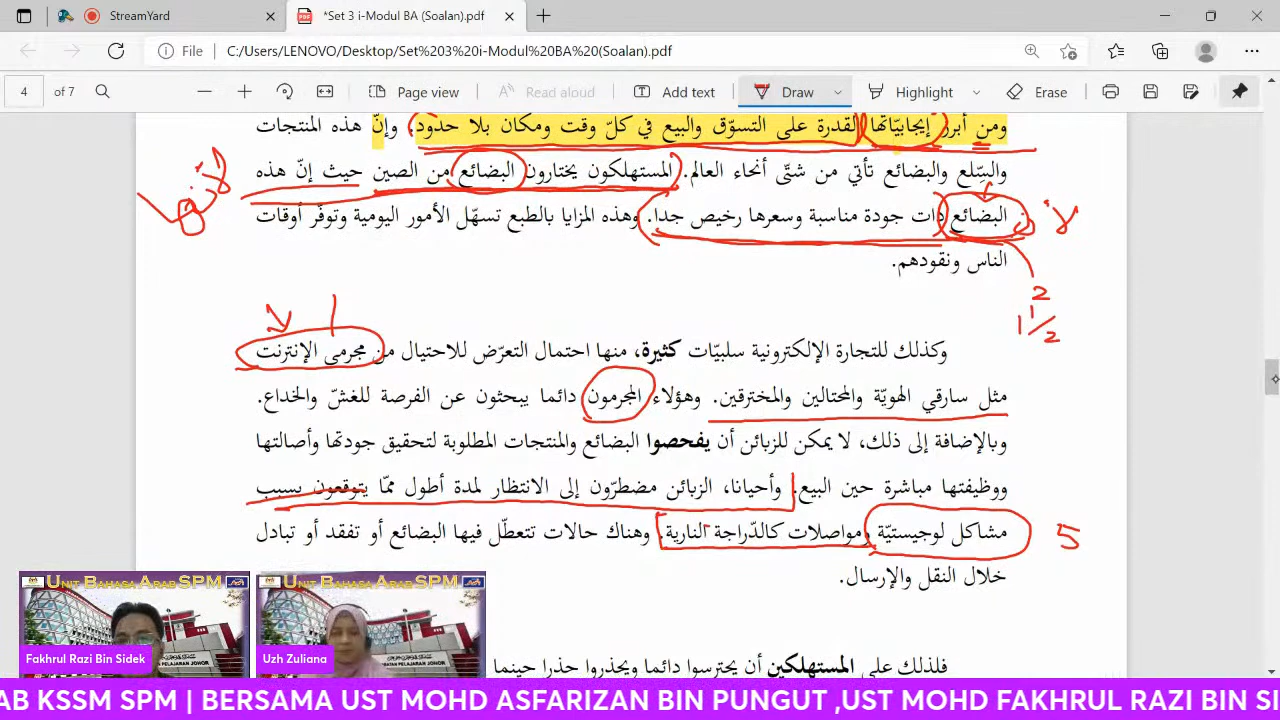 StreamYard
*Set 3 i-Modul BA (Soalan).pdf
File
C:/Users/LENOVO/Desktop/Set%203%20i-Modul%20BA%20(Soalan).pdf
4 of 7
Page view
Read aloud
Add text
Draw
Highlight
Erase
ومن أبرز إيجابيّاتها القدرة على التسوّق والبيع في كلّ وقت ومكان بلا حدود. وإنّ هذه المنتجات
والسِّلع والبضائع تأتي من شتّى أنحاء العالم. المستهلكون يختارون البضائع من الصين حيث إنّ هذه
البضائع ذات جودة مناسبة وسعرها رخيص جدا. وهذه المزايا بالطبع تسهّل الأمور اليومية وتوفّر أوقات
الناس ونقودهم.
2
1 1/2
وكذلك للتجارة الإلكترونية سلبيّات كثيرة، منها احتمال التعرّض للاحتيال من مجرمى الإنترنت
مثل سارقي الهويّة والمحتالين والمخترقين. وهؤلاء المجرمون دائما يبحثون عن الفرصة للغشّ والخداع.
وبالإضافة إلى ذلك، لا يمكن للزبائن أن يفحصوا البضائع والمنتجات المطلوبة لتحقيق جودتها وأصالتها
ووظيفتها مباشرة حين البيع. وأحيانا، الزبائن مضطرّون إلى الانتظار لمدة أطول ممّا يتوقعون بسبب
مشاكل لوجيستيّة ومواصلات كالدّراجة النارية. وهناك حالات تتعطّل فيها البضائع أو تفقد أو تبادل
5
خلال النقل والإرسال.
فلذلك على المستهلكين أن يحترسوا دائما ويحذروا حذرا حينما
UNIT BAHASA ARAB SPM
UNIT BAHASA ARAB SPM
Fakhrul Razi Bin Sidek
Uzh Zuliana
AB KSSM SPM | BERSAMA UST MOHD ASFARIZAN BIN PUNGUT ,UST MOHD FAKHRUL RAZI BIN SI